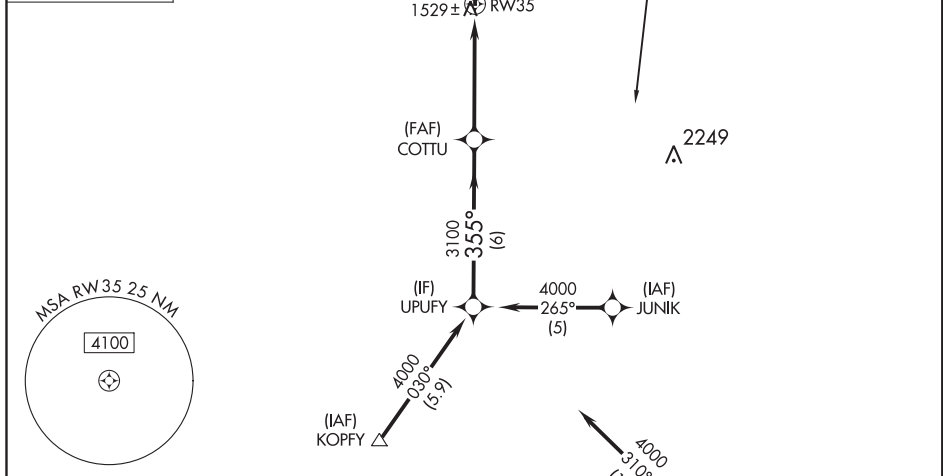 1529±
RW35
(FAF)
COTTU
2249
3100
355°
(6)
(IF)
UPUFY
4000
265°
(5)
(IAF)
JUNIK
MSA RW35 25 NM
4100
4000
030°
(5.9)
(IAF)
KOPFY
4000
310°